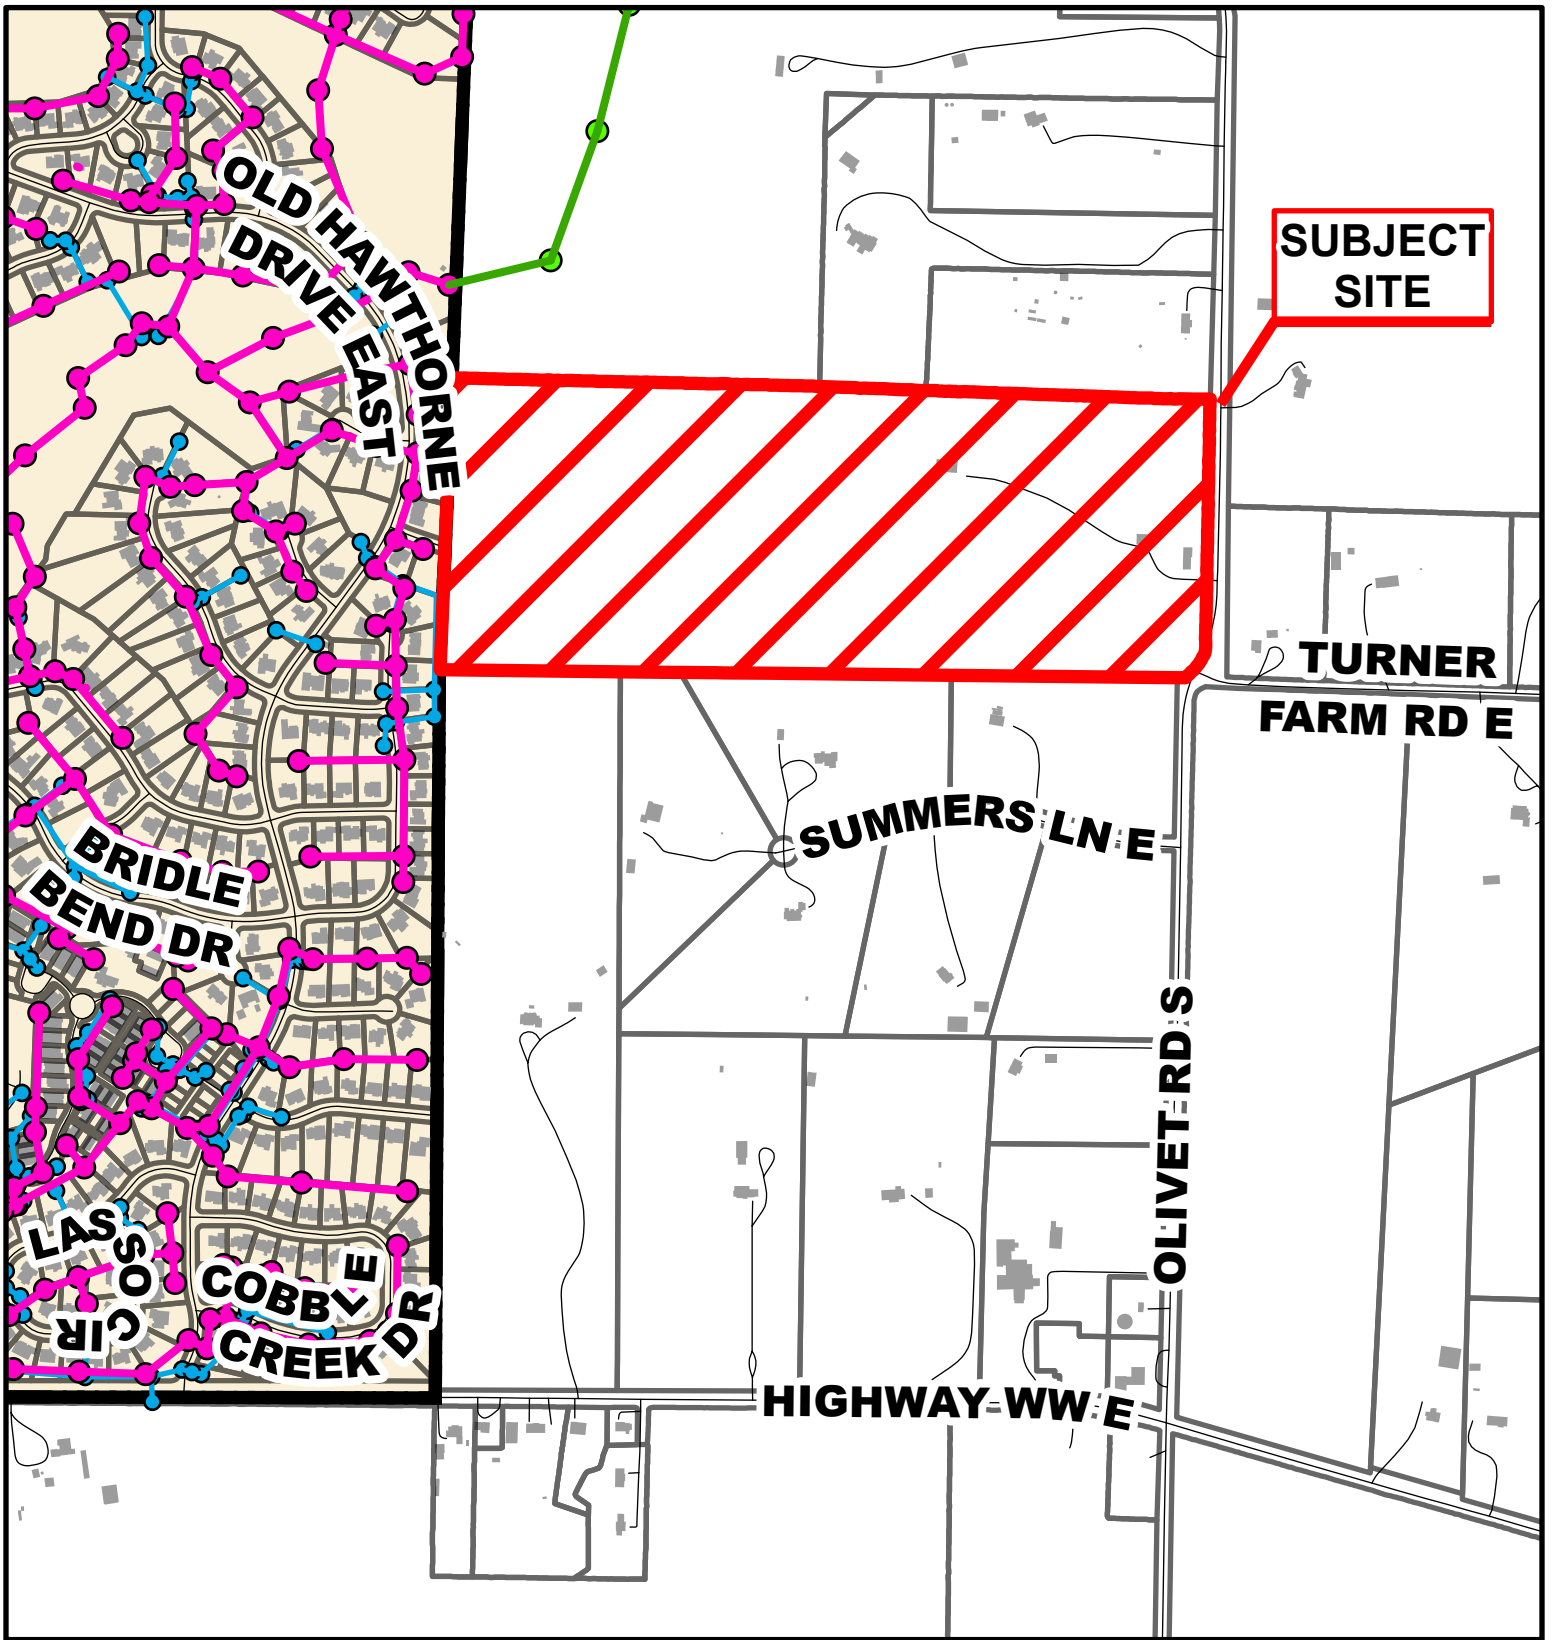 OLD HAWTHORNE
DRIVE EAST
SUBJECT
SITE
TURNER
FARM RD E
SUMMERS LN E
BRIDLE
BEND DR
OLIVET RD S
LASSO CIR
COBBLE
CREEK DR
HIGHWAY WW E